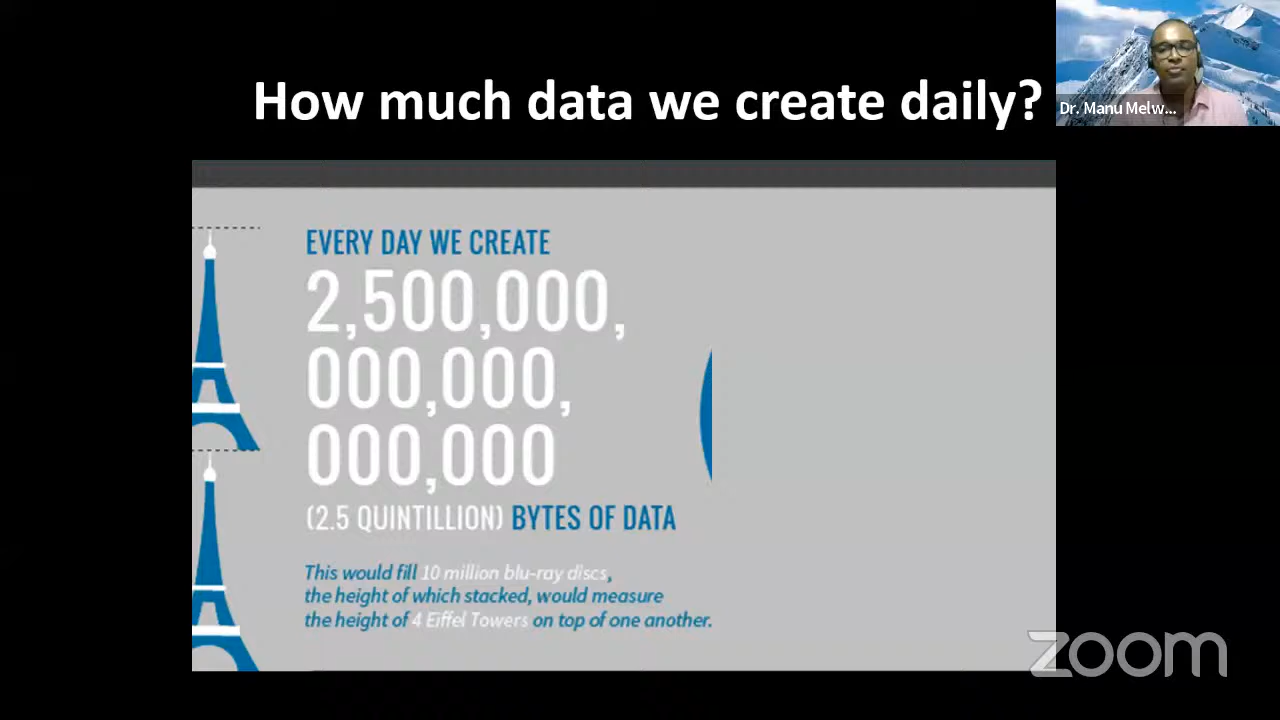 How much data we create daily?
Dr. Manu Melw...
EVERY DAY WE CREATE
2,500,000,
000,000,
000,000
(2.5 QUINTILLION) BYTES OF DATA
This would fill 10 million blu-ray discs,
the height of which stacked, would measure
the height of 4 Eiffel Towers on top of one another.
zoom